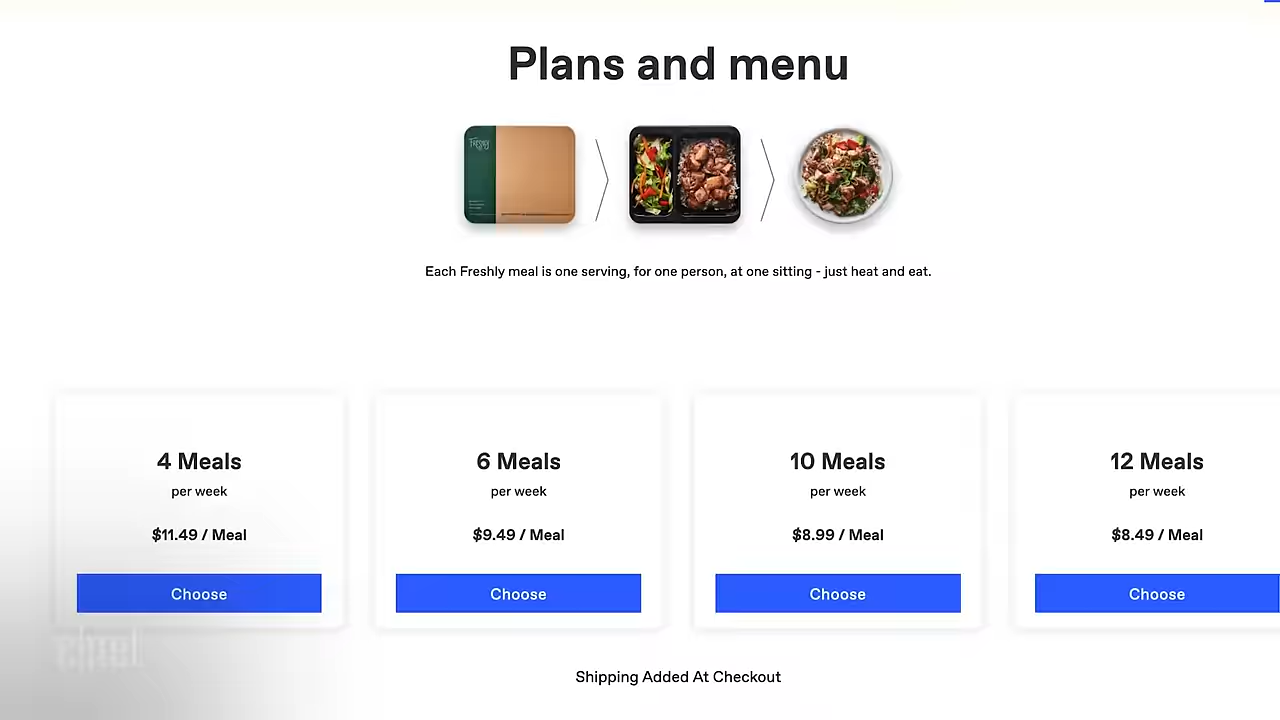 Plans and menu
FRESHLY
Each Freshly meal is one serving, for one person, at one sitting - just heat and eat.
4 Meals
per week
$11.49 / Meal
Choose
6 Meals
per week
$9.49 / Meal
Choose
10 Meals
per week
$8.99 / Meal
Choose
12 Meals
per week
$8.49 / Meal
Choose
Shipping Added At Checkout